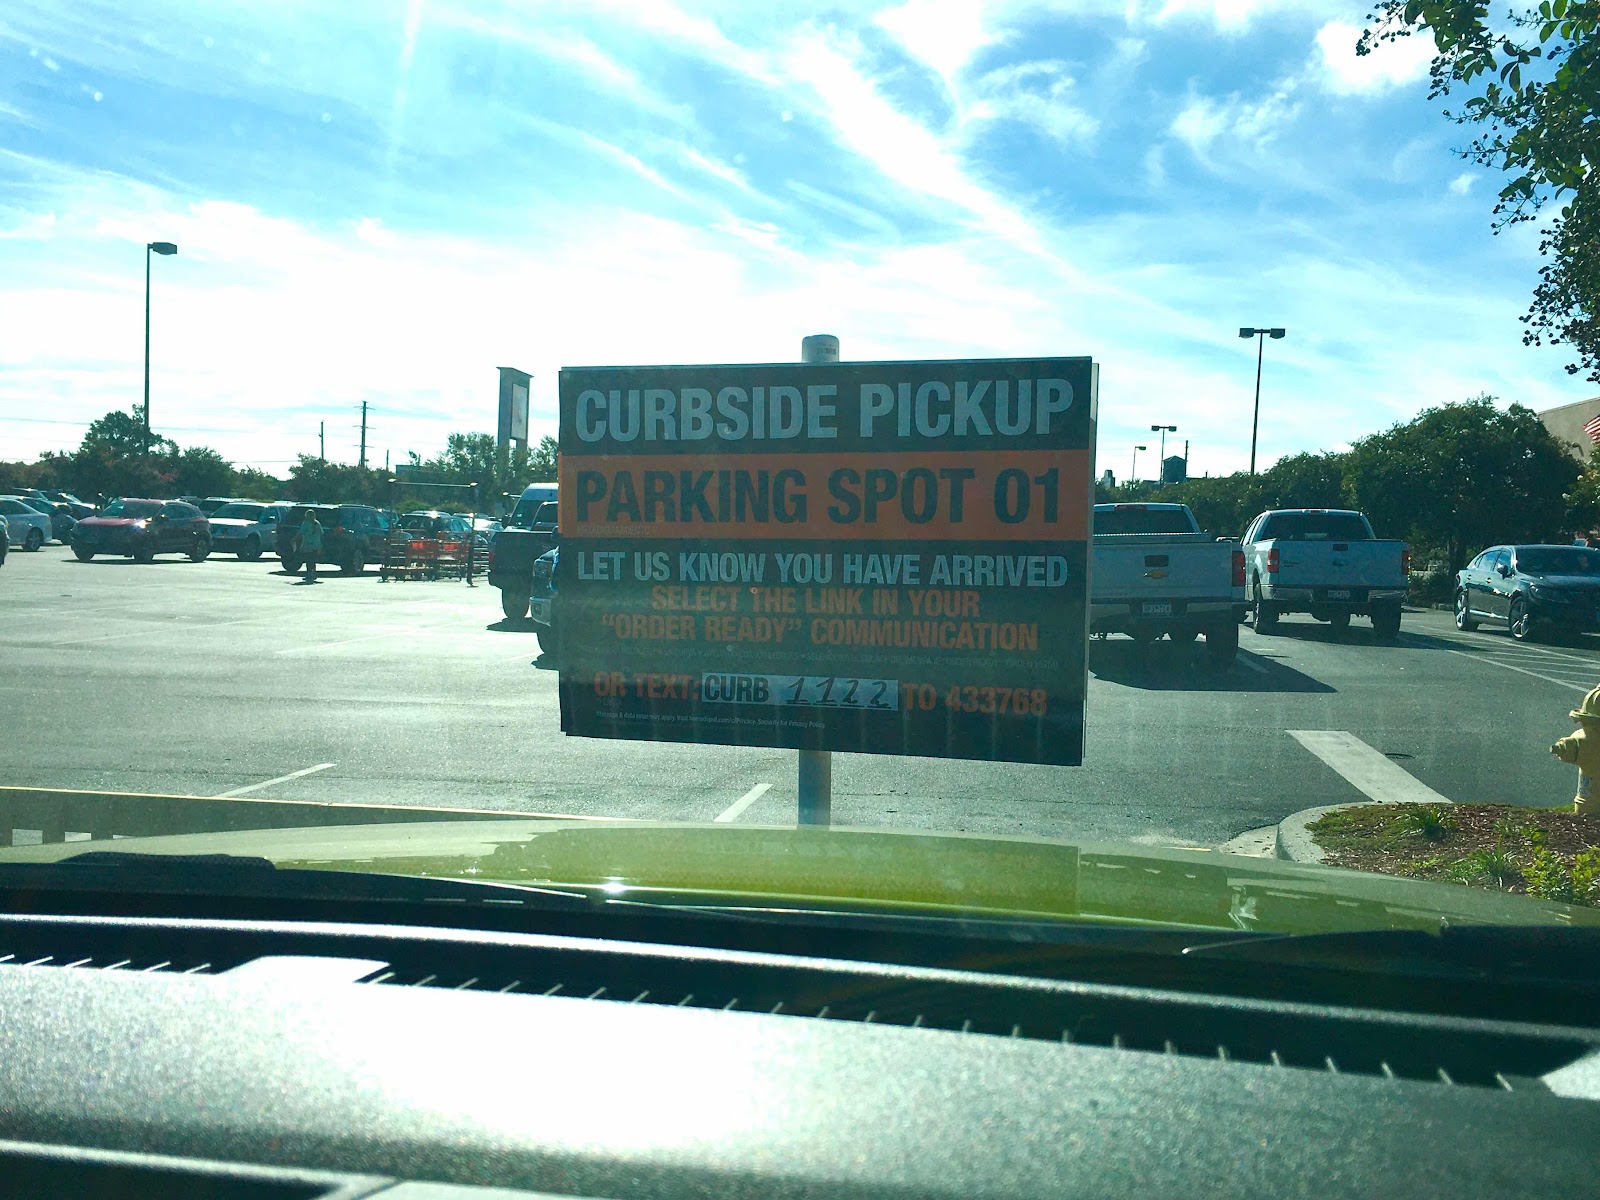 CURBSIDE PICKUP
PARKING SPOT 01
LET US KNOW YOU HAVE ARRIVED
SELECT THE LINK IN YOUR
"ORDER READY" COMMUNICATION
OR TEXT: CURB 1122 TO 433768